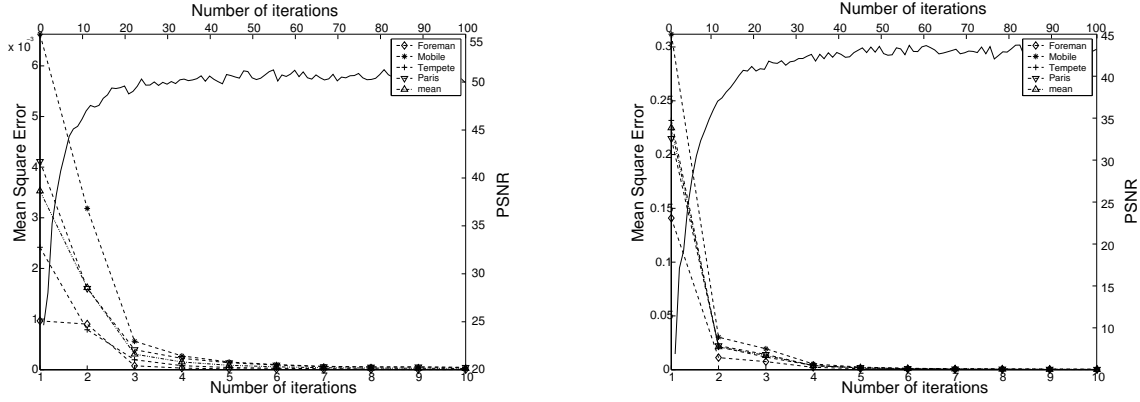 Number of iterations
0 10 20 30 40 50 60 70 80 90 100
x 10⁻³
6
5
4
3
2
1
0
Mean Square Error
55
50
45
40
35
30
25
20
PSNR
Foreman
Mobile
Tempete
Paris
mean
1 2 3 4 5 6 7 8 9 10
Number of iterations
Number of iterations
0 10 20 30 40 50 60 70 80 90 100
0.3
0.25
0.2
0.15
0.1
0.05
0
Mean Square Error
45
40
35
30
25
20
15
10
PSNR
Foreman
Mobile
Tempete
Paris
mean
1 2 3 4 5 6 7 8 9 10
Number of iterations